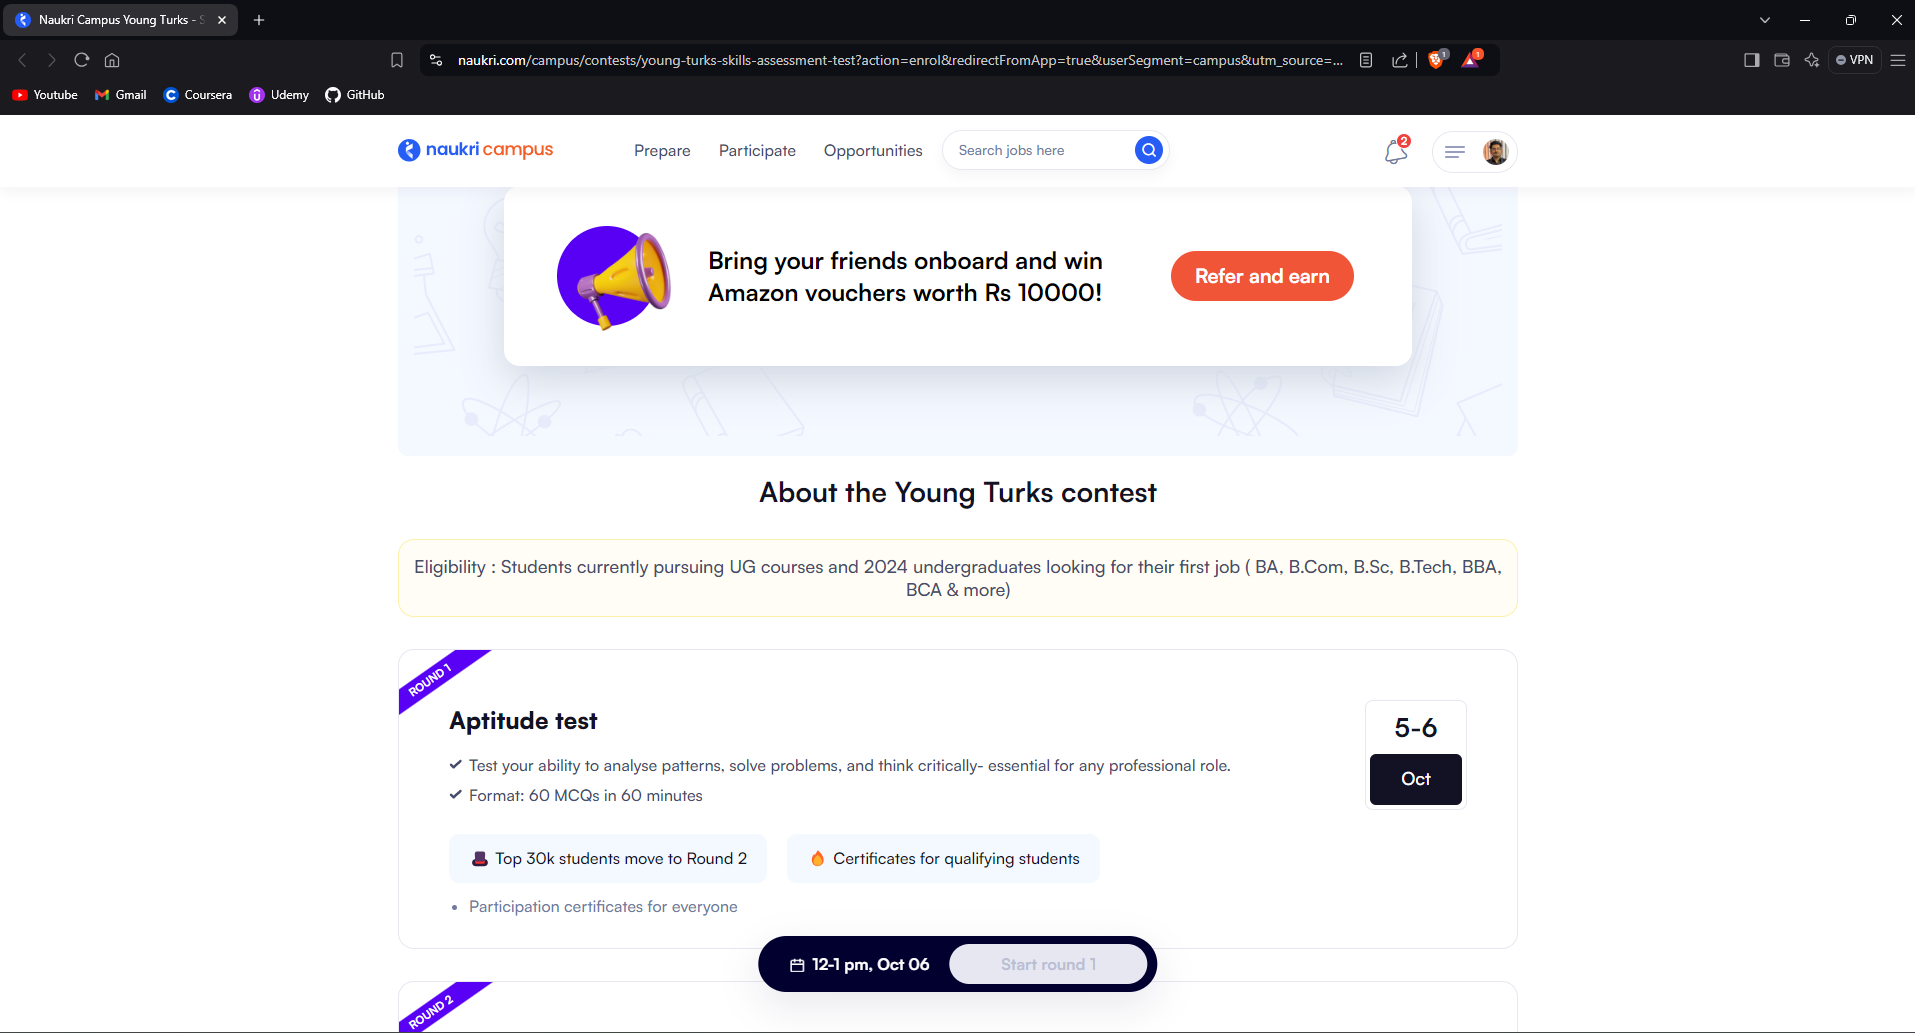 Naukri Campus Young Turks - S
naukri.com/campus/contests/young-turks-skills-assessment-test?action=enrol&redirectFromApp=true&userSegment=campus&utm_source=...
1
1
VPN
Youtube
Gmail
Coursera
Udemy
GitHub
naukri campus
Prepare
Participate
Opportunities
Search jobs here
2
Bring your friends onboard and win
Amazon vouchers worth Rs 10000!
Refer and earn
About the Young Turks contest
Eligibility : Students currently pursuing UG courses and 2024 undergraduates looking for their first job ( BA, B.Com, B.Sc, B.Tech, BBA,
BCA & more)
ROUND 1
Aptitude test
Test your ability to analyse patterns, solve problems, and think critically- essential for any professional role.
Format: 60 MCQs in 60 minutes
5-6
Oct
Top 30k students move to Round 2
Certificates for qualifying students
• Participation certificates for everyone
12-1 pm, Oct 06
Start round 1
ROUND 2